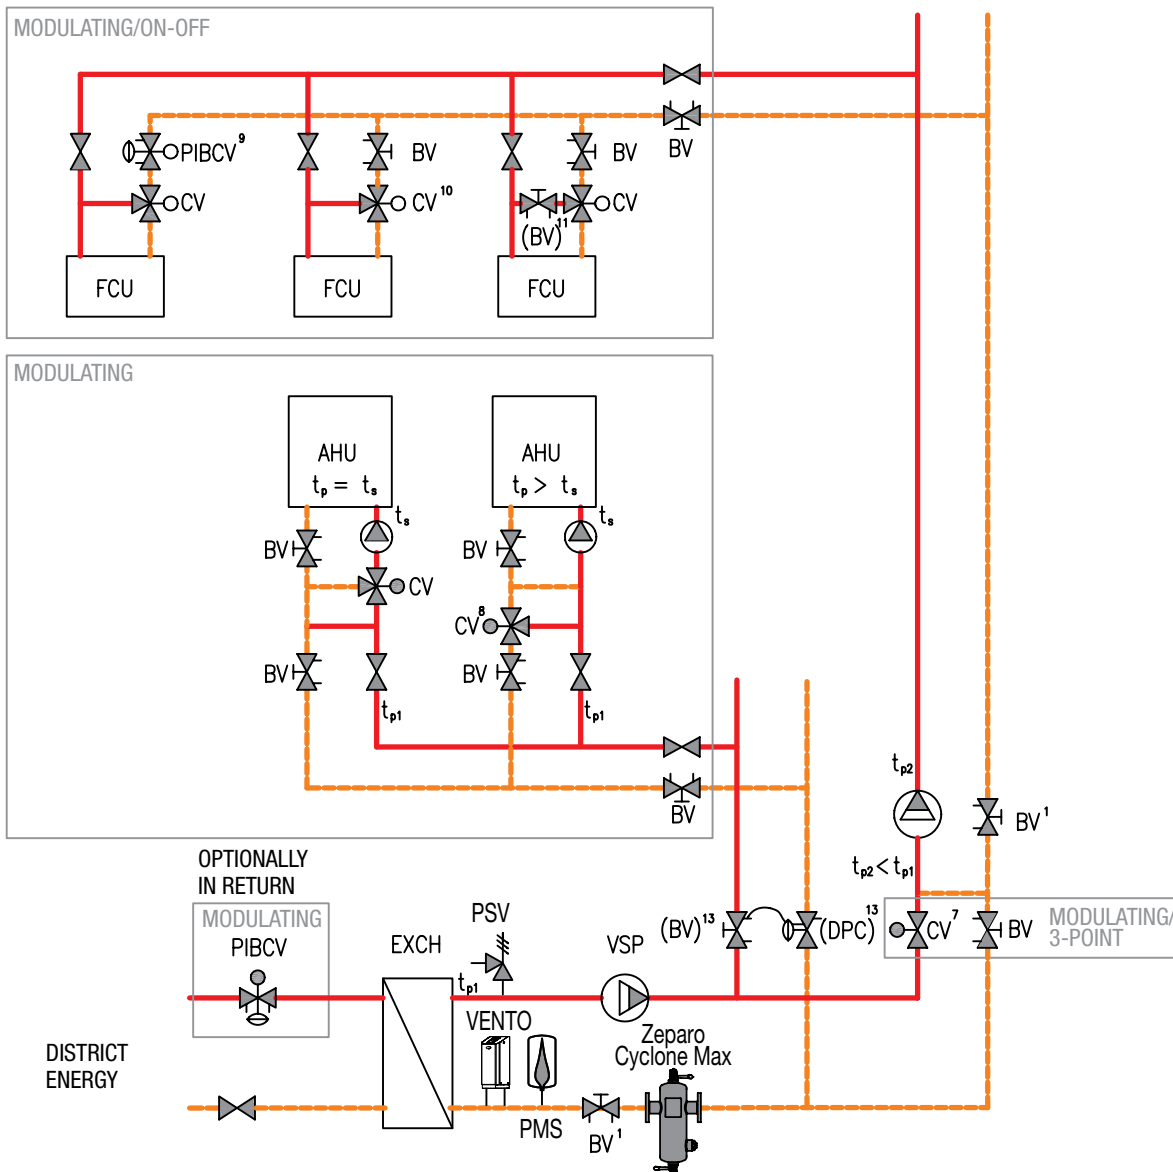 MODULATING/ON-OFF
PIBCV⁹
BV
BV
BV
CV
CV¹⁰
CV
(BV)¹¹
FCU
FCU
FCU
MODULATING
AHU
tₚ = tₛ
AHU
tₚ > tₛ
tₛ
tₛ
BV
BV
CV
CV⁸
BV
BV
tₚ₁
tₚ₁
BV
tₚ₂
BV¹
tₚ₂<tₚ₁
OPTIONALLY
IN RETURN
MODULATING
PIBCV
EXCH
PSV
VSP
(BV)¹³
(DPC)¹³
CV⁷
BV
MODULATING/
3-POINT
tₚ₁
VENTO
Zeparo
Cyclone Max
DISTRICT
ENERGY
PMS
BV¹